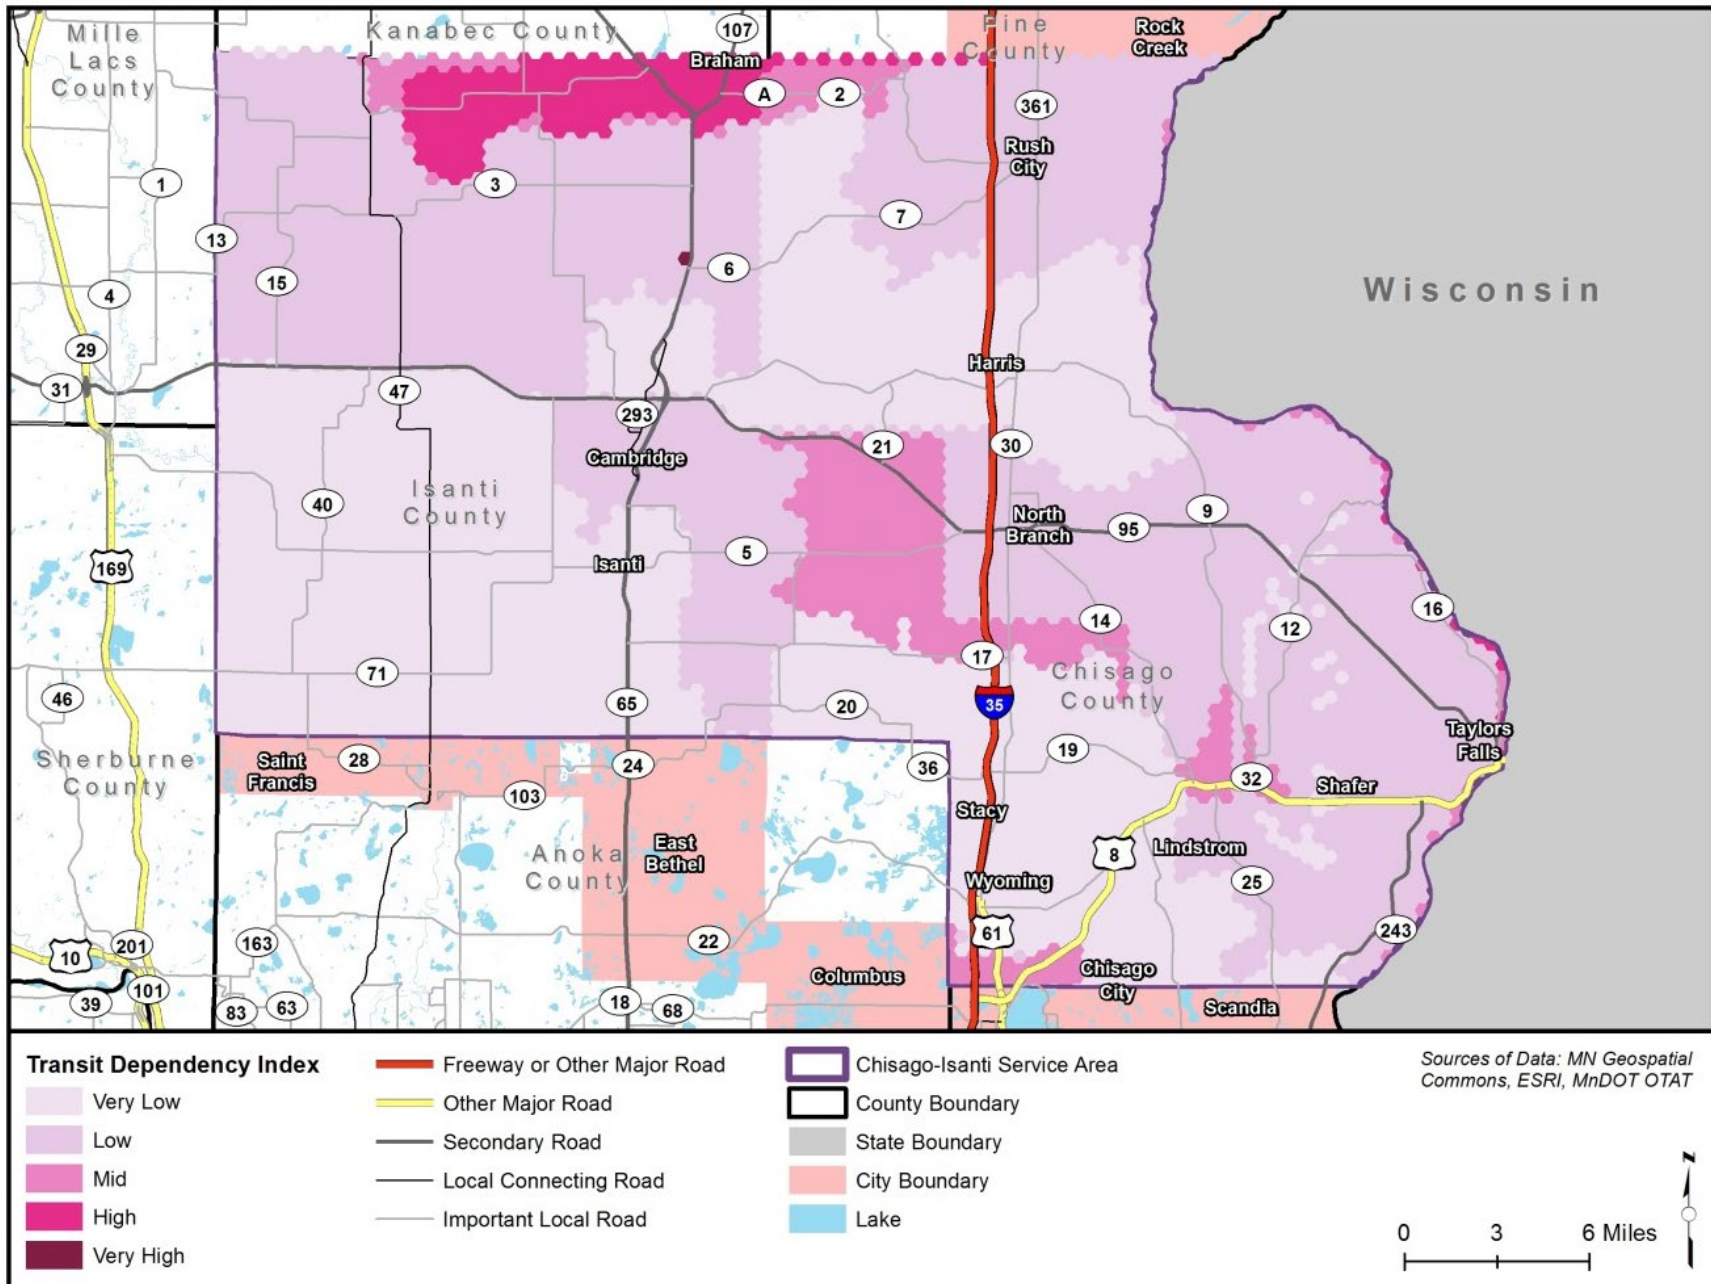 Mille
Lacs
County
Kanabec County
107
Braham
Pine
County
Rock
Creek
A
2
361
Rush
City
1
3
7
13
6
15
4
Wisconsin
29
31
Harris
47
293
21
30
Cambridge
Isanti
County
40
9
North
Branch
95
Isanti
5
169
16
14
12
17
71
Chisago
County
46
65
20
35
Taylors
Falls
19
Sherburne
County
Saint
Francis
28
24
36
32
Shafer
103
Stacy
Anoka
County
East
Bethel
8
Lindstrom
Wyoming
25
61
243
163
22
201
10
Columbus
Chisago
City
39
101
83
63
18
68
Scandia
Transit Dependency Index
Very Low
Low
Mid
High
Very High
Freeway or Other Major Road
Other Major Road
Secondary Road
Local Connecting Road
Important Local Road
Chisago-Isanti Service Area
County Boundary
State Boundary
City Boundary
Lake
Sources of Data: MN Geospatial
Commons, ESRI, MnDOT OTAT
N
0 3 6 Miles